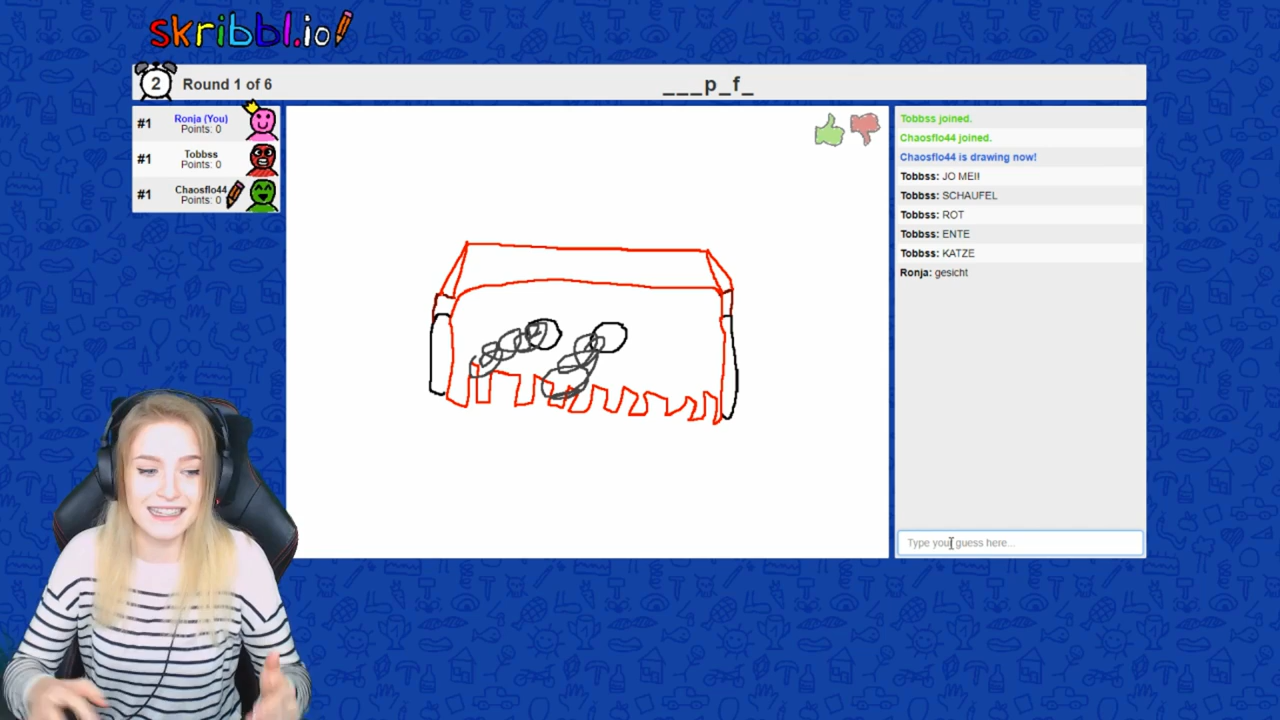 skribbl.io
2
Round 1 of 6
___p_f_
#1
Ronja (You)
Points: 0
#1
Tobbss
Points: 0
#1
Chaosflo44
Points: 0
Tobbss joined.
Chaosflo44 joined.
Chaosflo44 is drawing now!
Tobbss: JO MEI!
Tobbss: SCHAUFEL
Tobbss: ROT
Tobbss: ENTE
Tobbss: KATZE
Ronja: gesicht
Type your guess here...